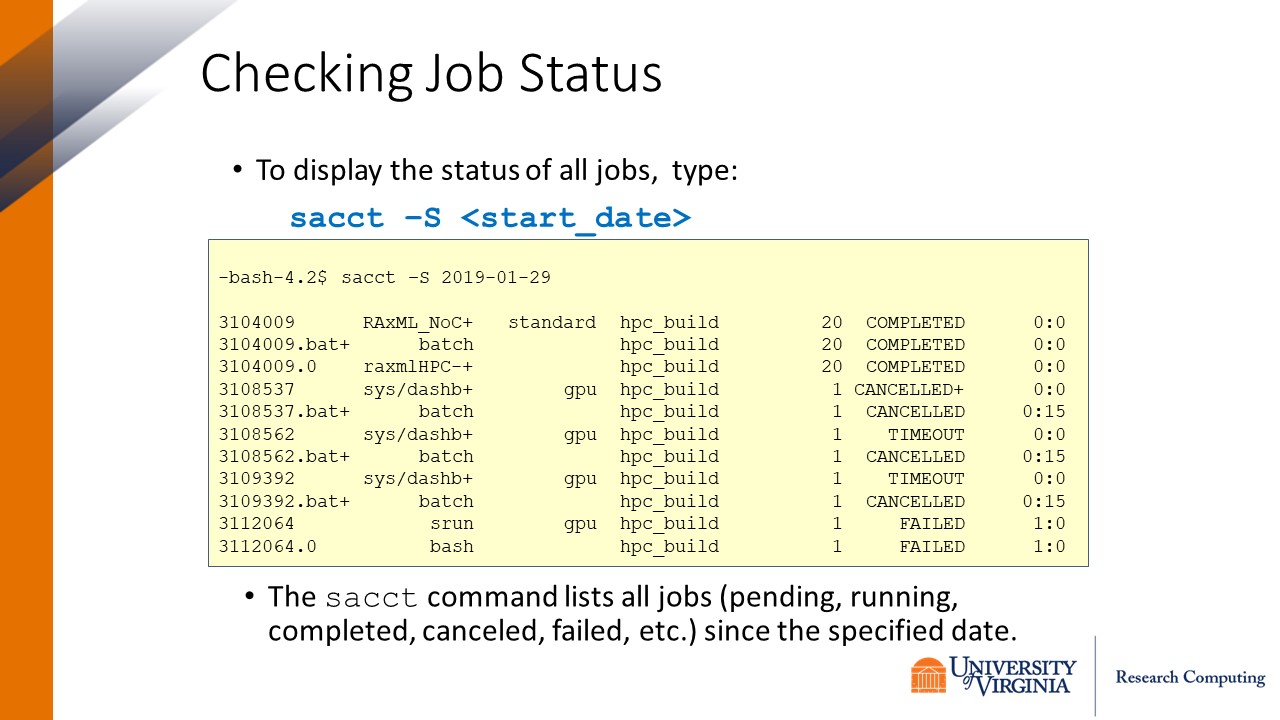 Checking Job Status
• To display the status of all jobs, type:
sacct –S <start_date>
-bash-4.2$ sacct –S 2019-01-29
3104009 RAxML_NoC+ standard hpc_build 20 COMPLETED 0:0
3104009.bat+ batch hpc_build 20 COMPLETED 0:0
3104009.0 raxmlHPC-+ hpc_build 20 COMPLETED 0:0
3108537 sys/dashb+ gpu hpc_build 1 CANCELLED+ 0:0
3108537.bat+ batch hpc_build 1 CANCELLED 0:15
3108562 sys/dashb+ gpu hpc_build 1 TIMEOUT 0:0
3108562.bat+ batch hpc_build 1 CANCELLED 0:15
3109392 sys/dashb+ gpu hpc_build 1 TIMEOUT 0:0
3109392.bat+ batch hpc_build 1 CANCELLED 0:15
3112064 srun gpu hpc_build 1 FAILED 1:0
3112064.0 bash hpc_build 1 FAILED 1:0
• The sacct command lists all jobs (pending, running,
completed, canceled, failed, etc.) since the specified date.
UNIVERSITY
of VIRGINIA
Research Computing